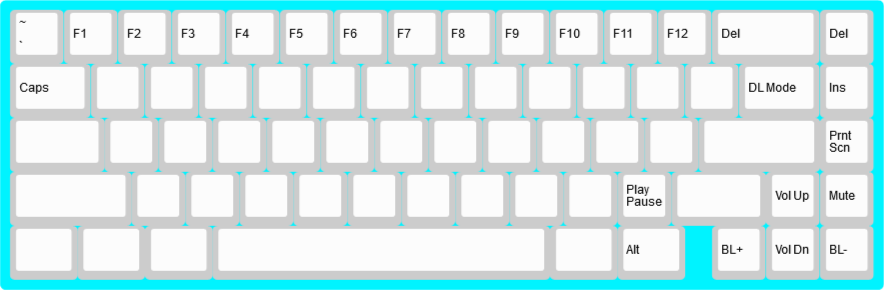 ~
`
F1
F2
F3
F4
F5
F6
F7
F8
F9
F10
F11
F12
Del
Del
Caps
DL Mode
Ins
Prnt
Scn
Play
Pause
Vol Up
Mute
Alt
BL+
Vol Dn
BL-